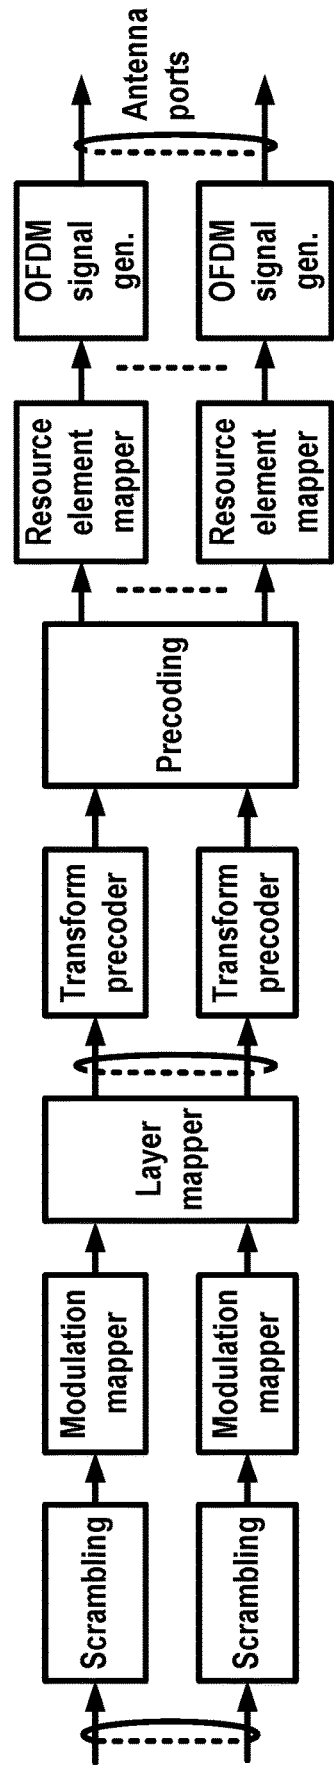 Scrambling
Scrambling
Modulation
mapper
Modulation
mapper
Layer
mapper
Transform
precoder
Transform
precoder
Precoding
Resource
element
mapper
Resource
element
mapper
OFDM
signal
gen.
OFDM
signal
gen.
Antenna
ports